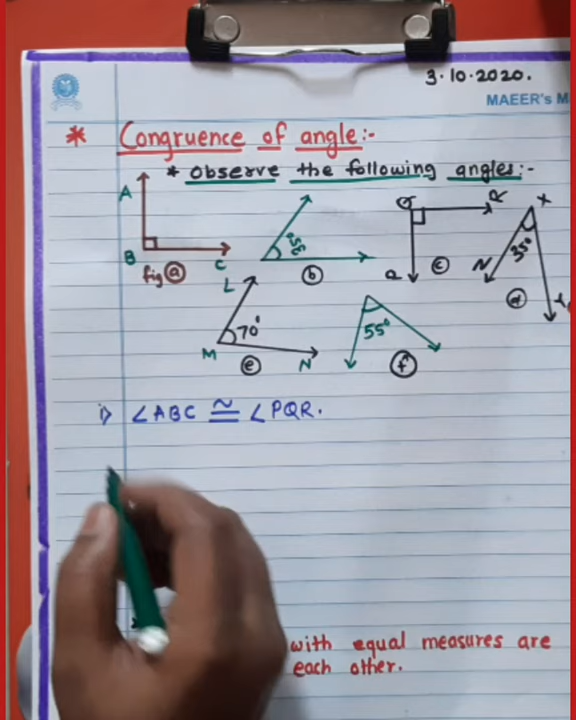 3.10.2020.
MAEER's M
* Congruence of angle:-
* Observe the following angles:-
A
B
C
fig ⓐ
ⓑ
R
ⓒ
X
35°
N
ⓓ
L
M
N
70°
ⓔ
55°
ⓕ
i) ∠ABC ≅ ∠PQR.
with equal measures are
each other.